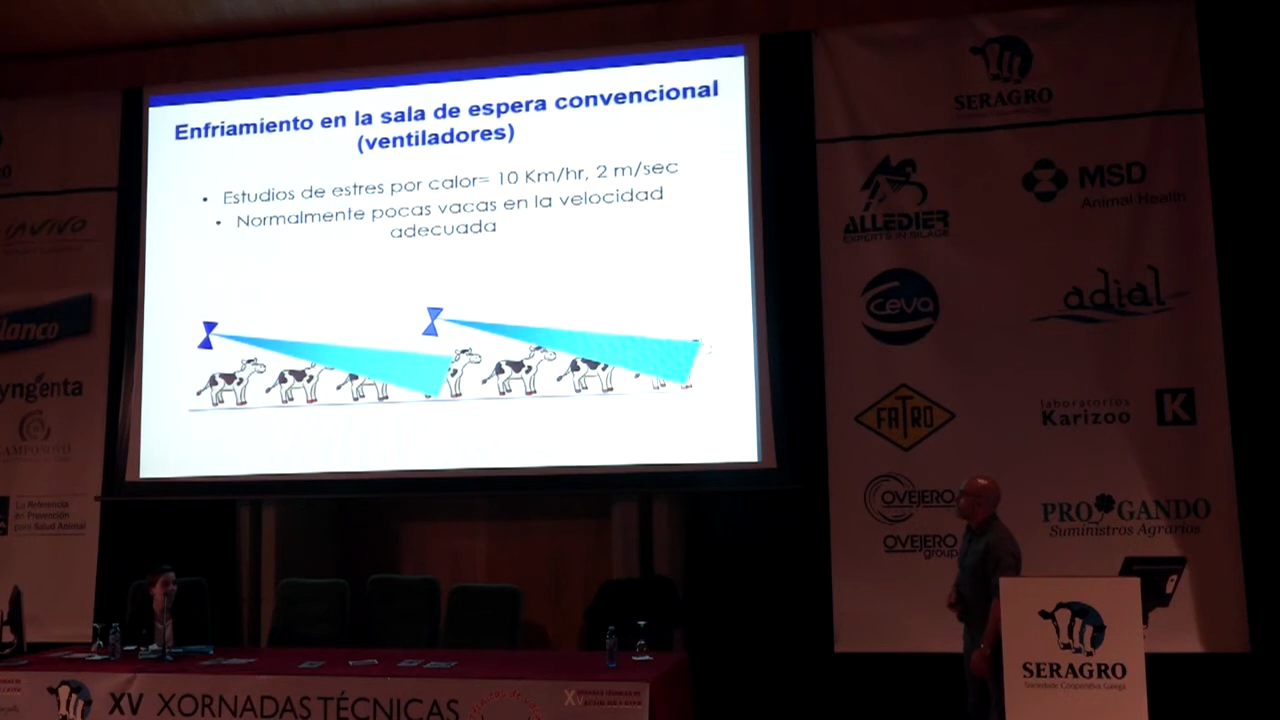 Enfriamiento en la sala de espera convencional
(ventiladores)
• Estudios de estres por calor= 10 Km/hr, 2 m/sec
• Normalmente pocas vacas en la velocidad
adecuada
SERAGRO
ALLEDIER
EXPERTS IN SILAGE
MSD
Animal Health
ceva
adial
FATRO
laboratorios
Karizoo
K
OVEJERO
OVEJERO
group
PROGANDO
Suministros Agrarios
lanco
yngenta
La Referencia
en Prevención
para Salud Animal
SERAGRO
Sociedade Cooperativa Galega
XV XORNADAS TÉCNICAS